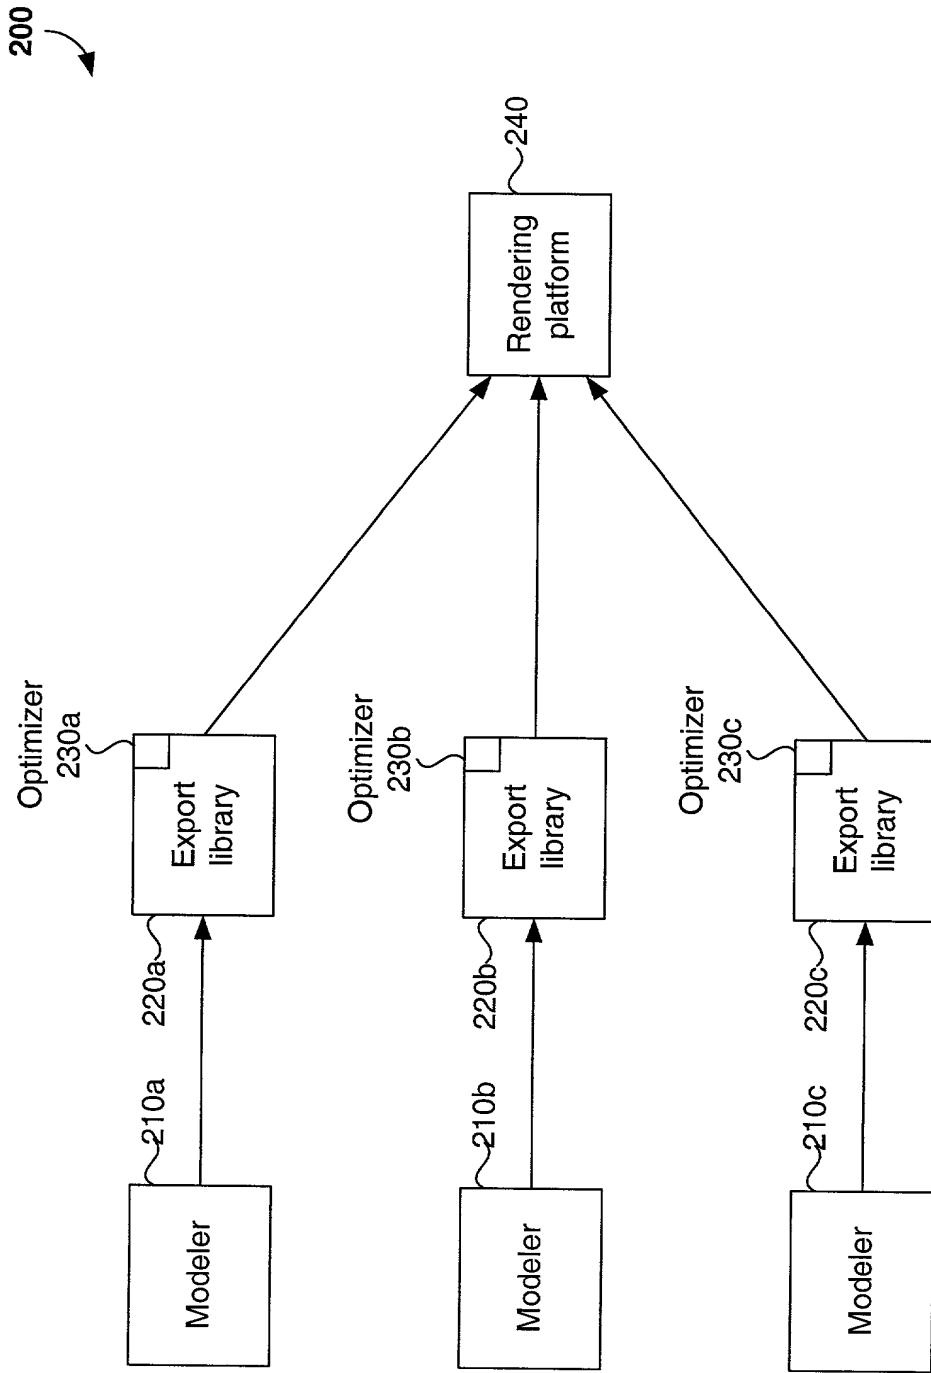 200
Optimizer
230a
Modeler
210a
Export
library
220a
Optimizer
230b
Modeler
210b
Export
library
220b
Rendering
platform
240
Optimizer
230c
Modeler
210c
Export
library
220c